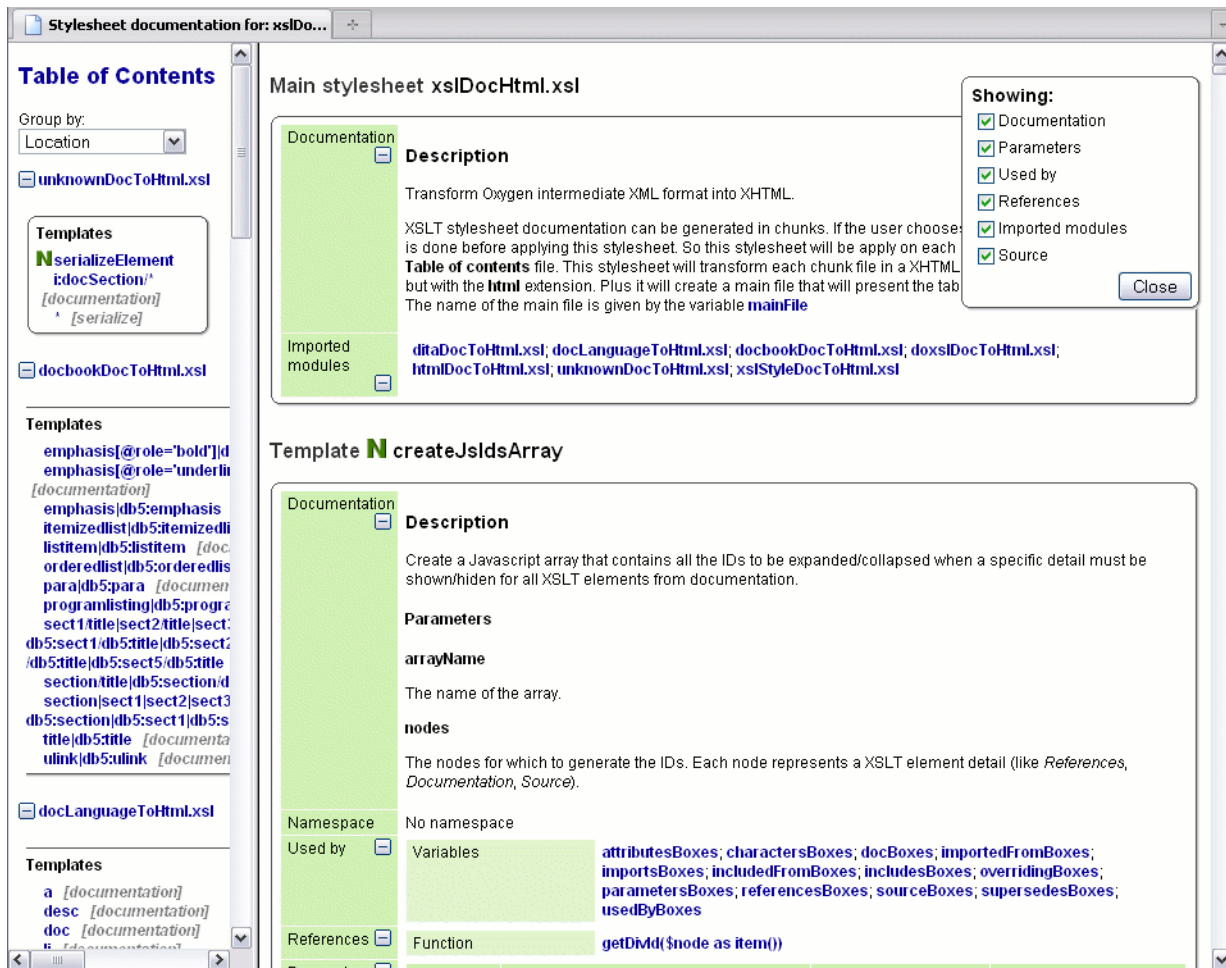 Stylesheet documentation for: xslDo...
Table of Contents
Group by:
Location
unknownDocToHtml.xsl
Templates
N serializeElement
i:docSection/*
[documentation]
* [serialize]
docbookDocToHtml.xsl
Templates
emphasis[@role='bold']|d
emphasis[@role='underli
[documentation]
emphasis|db5:emphasis
itemizedlist|db5:itemizedli
listitem|db5:listitem [doc
orderedlist|db5:orderedlis
para|db5:para [documen
programlisting|db5:progra
sect1/title|sect2/title|sect
db5:sect1/db5:title|db5:sect2
/db5:title|db5:sect5/db5:title
section/title|db5:section/d
section|sect1|sect2|sect3
db5:section|db5:sect1|db5:s
title|db5:title [documenta
ulink|db5:ulink [documen
docLanguageToHtml.xsl
Templates
a [documentation]
desc [documentation]
doc [documentation]
Main stylesheet xslDocHtml.xsl
Documentation
Description
Transform Oxygen intermediate XML format into XHTML.
XSLT stylesheet documentation can be generated in chunks. If the user chooses
is done before applying this stylesheet. So this stylesheet will be apply on each
Table of contents file. This stylesheet will transform each chunk file in a XHTML
but with the html extension. Plus it will create a main file that will present the tab
The name of the main file is given by the variable mainFile
Imported modules
ditaDocToHtml.xsl; docLanguageToHtml.xsl; docbookDocToHtml.xsl; doxslDocToHtml.xsl;
htmlDocToHtml.xsl; unknownDocToHtml.xsl; xslStyleDocToHtml.xsl
Showing:
Documentation
Parameters
Used by
References
Imported modules
Source
Close
Template N createJsIdsArray
Documentation
Description
Create a Javascript array that contains all the IDs to be expanded/collapsed when a specific detail must be
shown/hiden for all XSLT elements from documentation.
Parameters
arrayName
The name of the array.
nodes
The nodes for which to generate the IDs. Each node represents a XSLT element detail (like References,
Documentation, Source).
Namespace No namespace
Used by
Variables
attributesBoxes; charactersBoxes; docBoxes; importedFromBoxes;
importsBoxes; includedFromBoxes; includesBoxes; overridingBoxes;
parametersBoxes; referencesBoxes; sourceBoxes; supersedesBoxes;
usedByBoxes
References
Function
getDivId($node as item())